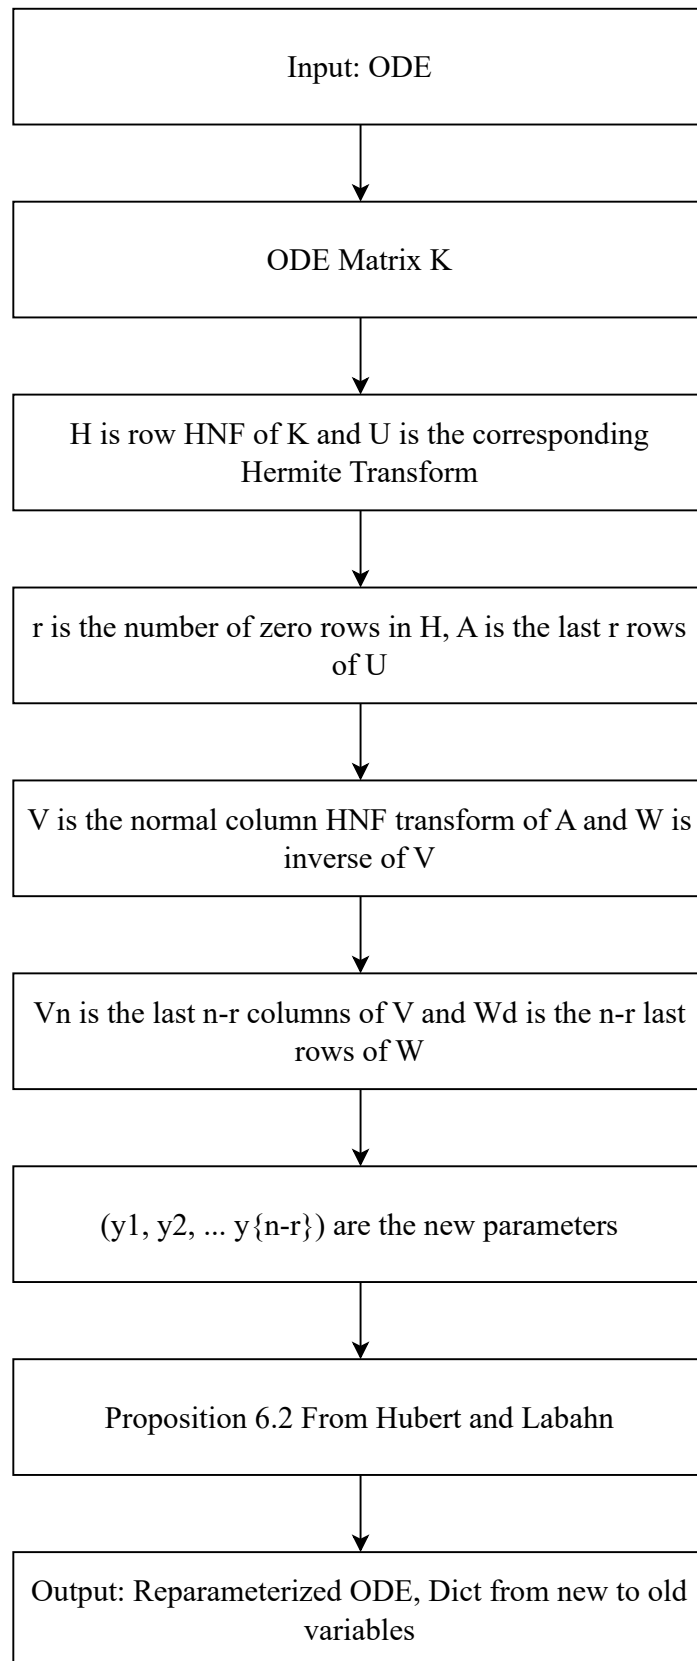 Input: ODE
ODE Matrix K
H is row HNF of K and U is the corresponding
Hermite Transform
r is the number of zero rows in H, A is the last r rows
of U
V is the normal column HNF transform of A and W is
inverse of V
Vn is the last n-r columns of V and Wd is the n-r last
rows of W
(y1, y2, ... y{n-r}) are the new parameters
Proposition 6.2 From Hubert and Labahn
Output: Reparameterized ODE, Dict from new to old
variables